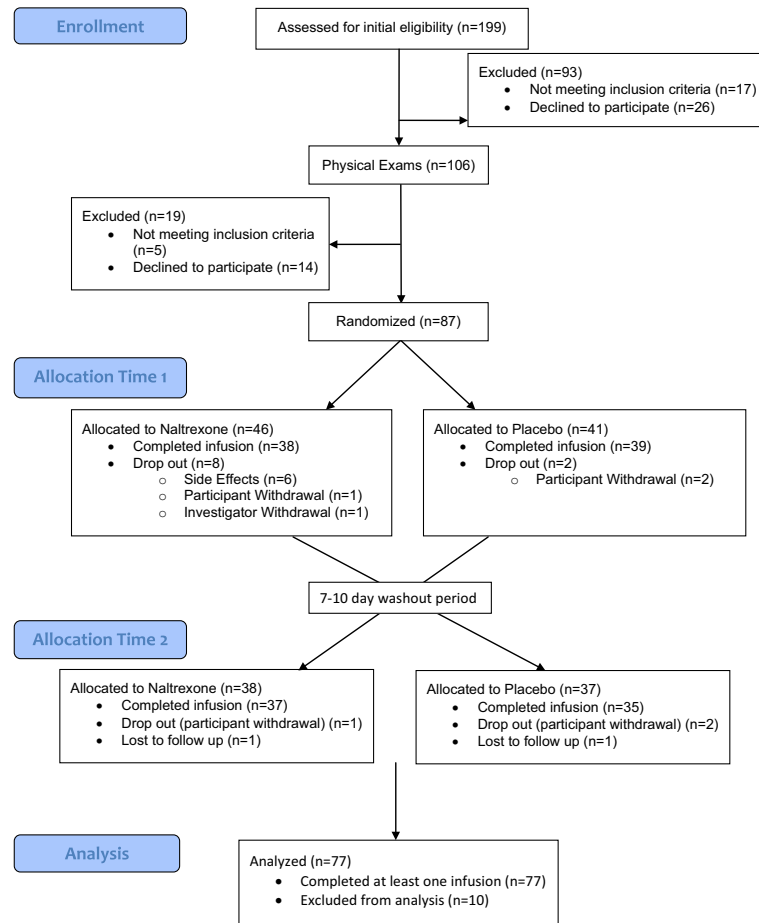 Enrollment
Assessed for initial eligibility (n=199)
Excluded (n=93)
• Not meeting inclusion criteria (n=17)
• Declined to participate (n=26)
Physical Exams (n=106)
Excluded (n=19)
• Not meeting inclusion criteria
(n=5)
• Declined to participate (n=14)
Randomized (n=87)
Allocation Time 1
Allocated to Naltrexone (n=46)
• Completed infusion (n=38)
• Drop out (n=8)
o Side Effects (n=6)
o Participant Withdrawal (n=1)
o Investigator Withdrawal (n=1)
Allocated to Placebo (n=41)
• Completed infusion (n=39)
• Drop out (n=2)
o Participant Withdrawal (n=2)
7-10 day washout period
Allocation Time 2
Allocated to Naltrexone (n=38)
• Completed infusion (n=37)
• Drop out (participant withdrawal) (n=1)
• Lost to follow up (n=1)
Allocated to Placebo (n=37)
• Completed infusion (n=35)
• Drop out (participant withdrawal) (n=2)
• Lost to follow up (n=1)
Analysis
Analyzed (n=77)
• Completed at least one infusion (n=77)
• Excluded from analysis (n=10)